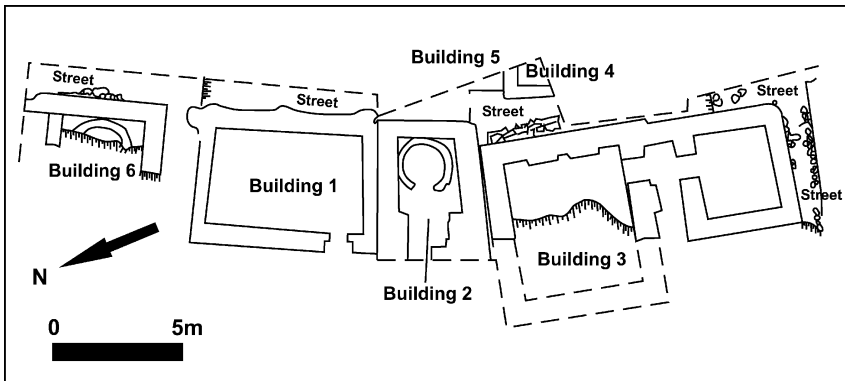 Building 5
Building 4
Street
Street
Street
Street
Street
Building 6
Building 1
Building 3
Building 2
N
0 5m